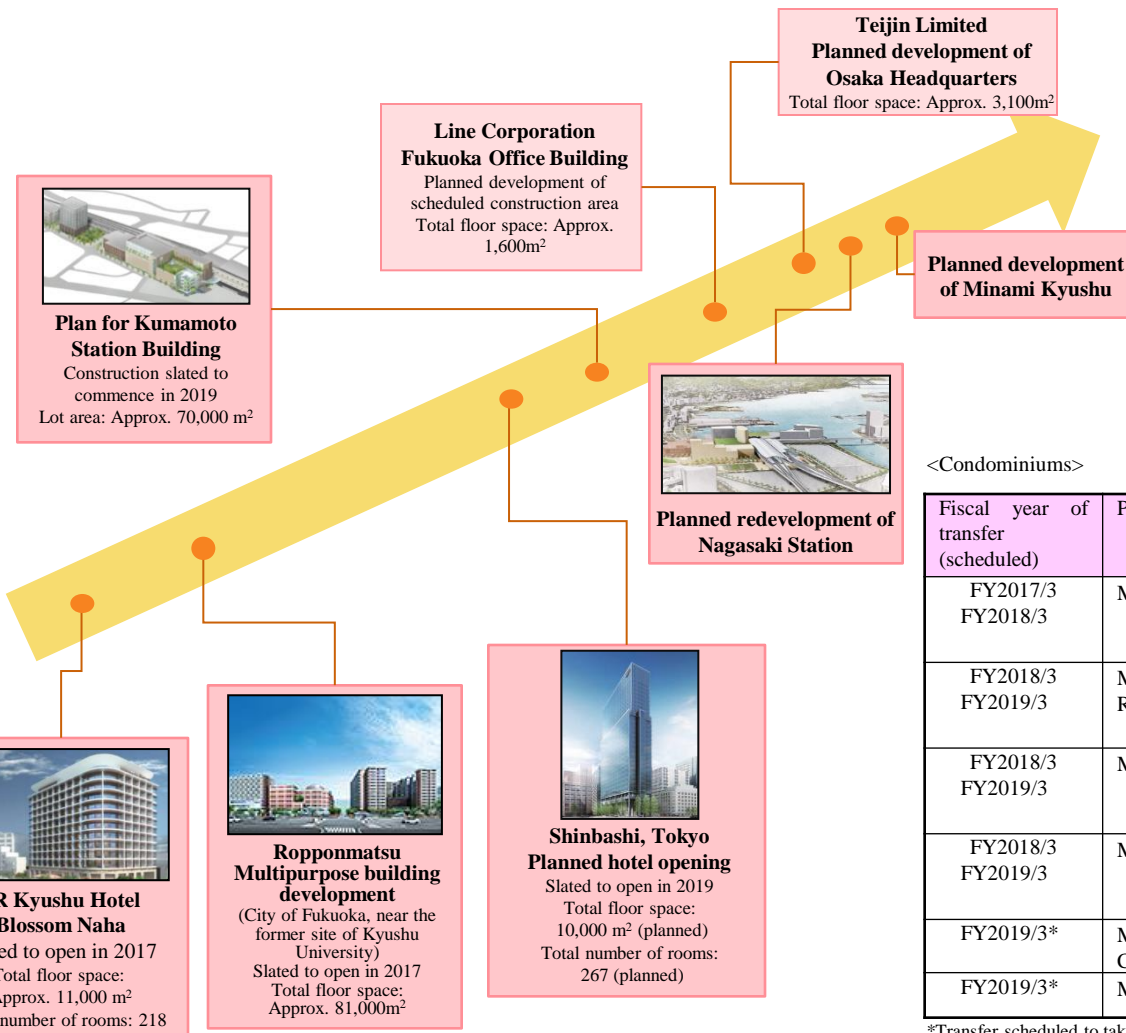 Teijin Limited
Planned development of
Osaka Headquarters
Total floor space: Approx. 3,100m²
Line Corporation
Fukuoka Office Building
Planned development of
scheduled construction area
Total floor space: Approx.
1,600m²
Plan for Kumamoto
Station Building
Construction slated to
commence in 2019
Lot area: Approx. 70,000 m²
Planned development
of Minami Kyushu
Planned redevelopment of
Nagasaki Station
Shinbashi, Tokyo
Planned hotel opening
Slated to open in 2019
Total floor space:
10,000 m² (planned)
Total number of rooms:
267 (planned)
Ropponmatsu
Multipurpose building
development
(City of Fukuoka, near the
former site of Kyushu
University)
Slated to open in 2017
Total floor space:
Approx. 81,000m²
R Kyushu Hotel
Blossom Naha
ed to open in 2017
Total floor space:
Approx. 11,000 m²
number of rooms: 218
<Condominiums>
Fiscal year of
transfer
(scheduled)
FY2017/3
FY2018/3
FY2018/3
FY2019/3
FY2018/3
FY2019/3
FY2018/3
FY2019/3
FY2019/3*
FY2019/3*
*Transfer scheduled to tak